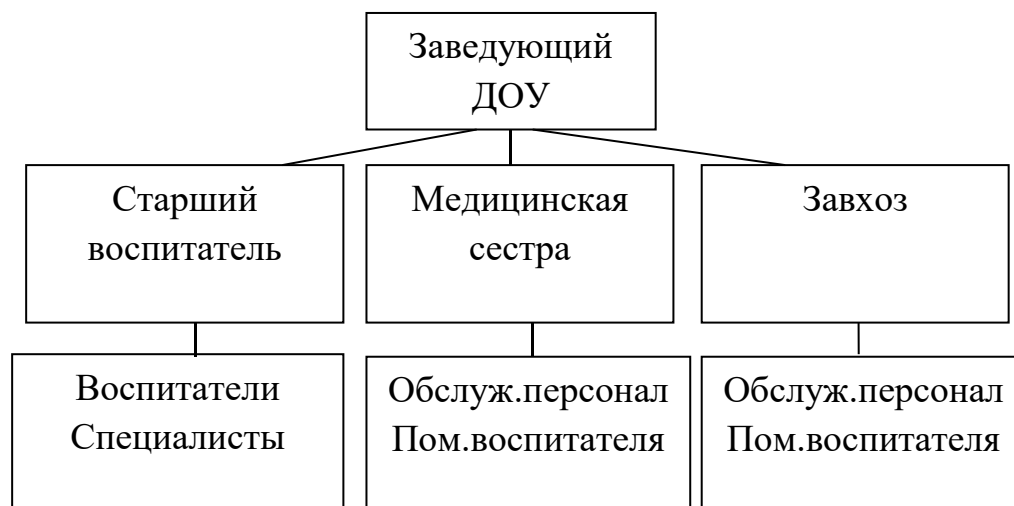 Заведующий
ДОУ
Старший
воспитатель
Медицинская
сестра
Завхоз
Воспитатели
Специалисты
Обслуж.персонал
Пом.воспитателя
Обслуж.персонал
Пом.воспитателя